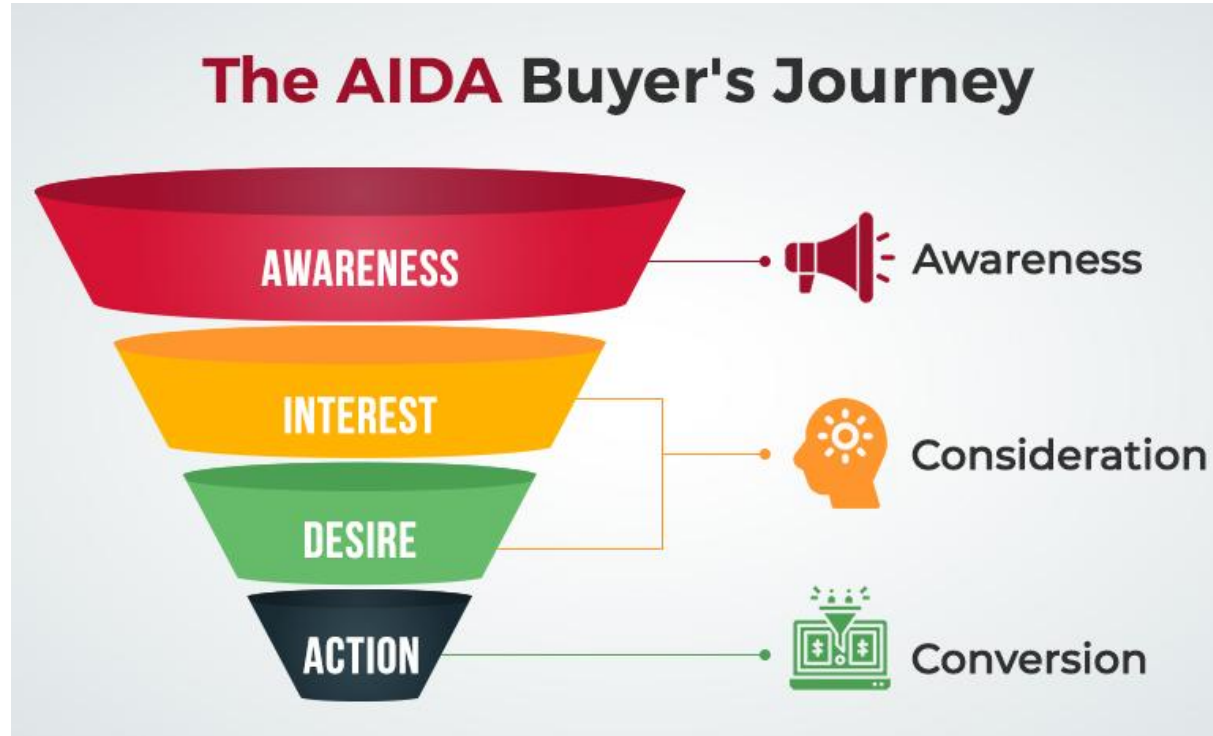 The AIDA Buyer's Journey
AWARENESS
Awareness
INTEREST
Consideration
DESIRE
ACTION
Conversion